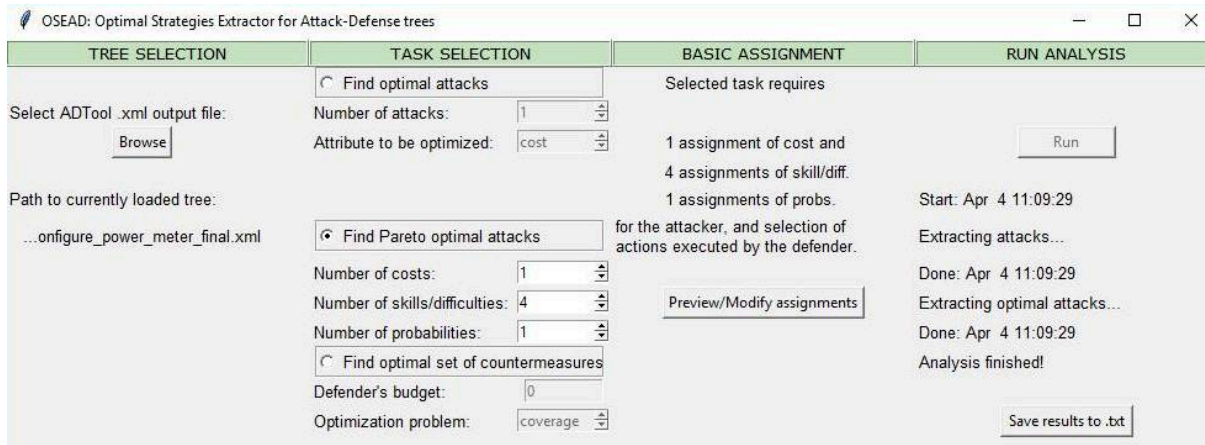 OSEAD: Optimal Strategies Extractor for Attack-Defense trees
TREE SELECTION
Select ADTool .xml output file:
Browse
Path to currently loaded tree:
...onfigure_power_meter_final.xml
TASK SELECTION
Find optimal attacks
Number of attacks: 1
Attribute to be optimized: cost
Find Pareto optimal attacks
Number of costs: 1
Number of skills/difficulties: 4
Number of probabilities: 1
Find optimal set of countermeasures
Defender's budget: 0
Optimization problem: coverage
BASIC ASSIGNMENT
Selected task requires
1 assignment of cost and
4 assignments of skill/diff.
1 assignments of probs.
for the attacker, and selection of
actions executed by the defender.
Preview/Modify assignments
RUN ANALYSIS
Run
Start: Apr 4 11:09:29
Extracting attacks...
Done: Apr 4 11:09:29
Extracting optimal attacks...
Done: Apr 4 11:09:29
Analysis finished!
Save results to .txt